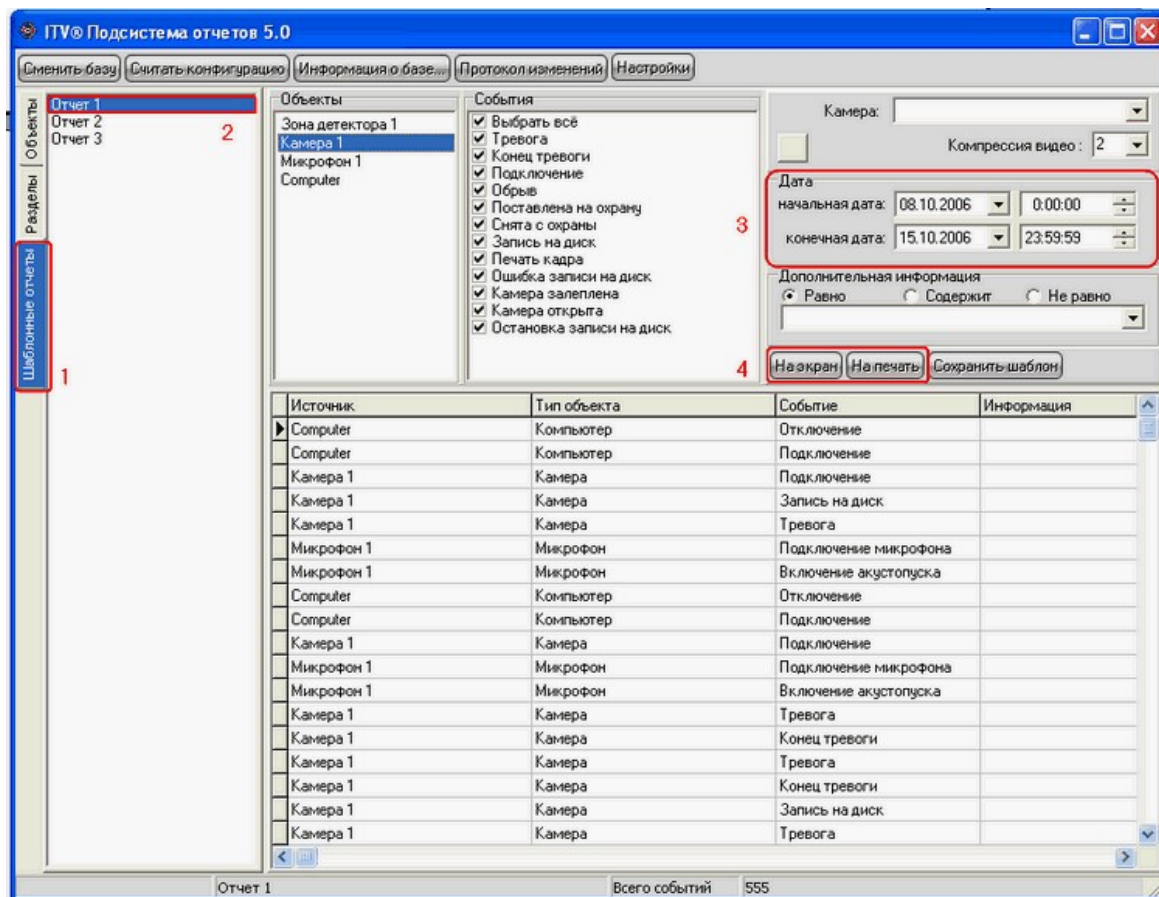 ITV® Подсистема отчетов 5.0
Сменить базу Считать конфигурацию Информация о базе... Протокол изменений Настройки
Объекты
Разделы
Шаблонные отчеты
1
Отчет 1
Отчет 2
Отчет 3
2
Объекты
Зона детектора 1
Камера 1
Микрофон 1
Computer
События
Выбрать всё
Тревога
Конец тревоги
Подключение
Обрыв
Поставлена на охрану
Снята с охраны
Запись на диск
Печать кадра
Ошибка записи на диск
Камера залеплена
Камера открыта
Остановка записи на диск
Камера:
Компрессия видео : 2
3
Дата
начальная дата: 08.10.2006 0:00:00
конечная дата: 15.10.2006 23:59:59
Дополнительная информация
Равно Содержит Не равно
4
На экран На печать Сохранить шаблон
Источник Тип объекта Событие Информация
Computer Компьютер Отключение
Computer Компьютер Подключение
Камера 1 Камера Подключение
Камера 1 Камера Запись на диск
Камера 1 Камера Тревога
Микрофон 1 Микрофон Подключение микрофона
Микрофон 1 Микрофон Включение акустопуска
Computer Компьютер Отключение
Computer Компьютер Подключение
Камера 1 Камера Подключение
Микрофон 1 Микрофон Подключение микрофона
Микрофон 1 Микрофон Включение акустопуска
Камера 1 Камера Тревога
Камера 1 Камера Конец тревоги
Камера 1 Камера Тревога
Камера 1 Камера Конец тревоги
Камера 1 Камера Запись на диск
Камера 1 Камера Тревога
Отчет 1 Всего событий 555